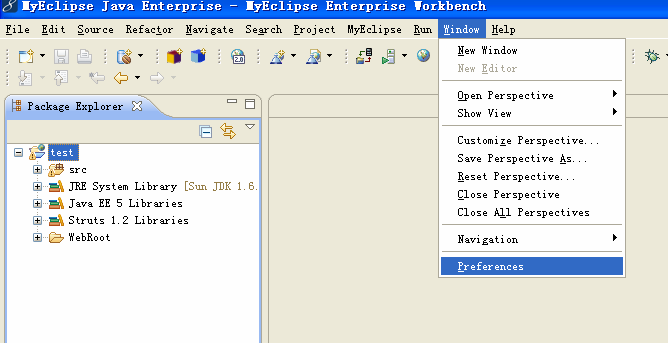 MyEclipse Java Enterprise - MyEclipse Enterprise Workbench
File Edit Source Refactor Navigate Search Project MyEclipse Run Window Help
New Window
New Editor
Open Perspective
Show View
Customize Perspective...
Save Perspective As...
Reset Perspective...
Close Perspective
Close All Perspectives
Navigation
Preferences
2.0
Package Explorer
test
src
JRE System Library [Sun JDK 1.6.
Java EE 5 Libraries
Struts 1.2 Libraries
WebRoot